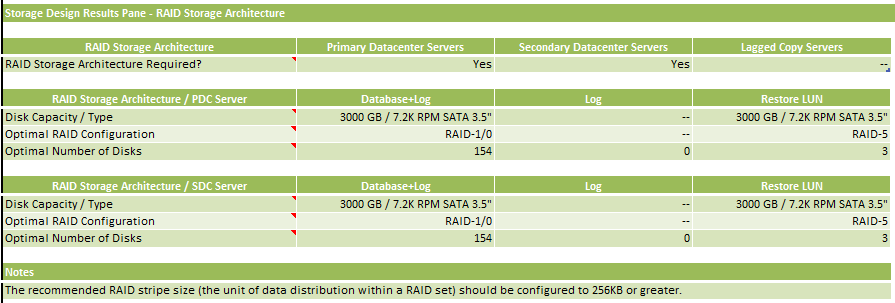 Storage Design Results Pane - RAID Storage Architecture
RAID Storage Architecture Primary Datacenter Servers Secondary Datacenter Servers Lagged Copy Servers
RAID Storage Architecture Required? Yes Yes --
RAID Storage Architecture / PDC Server Database+Log Log Restore LUN
Disk Capacity / Type 3000 GB / 7.2K RPM SATA 3.5" -- 3000 GB / 7.2K RPM SATA 3.5"
Optimal RAID Configuration RAID-1/0 -- RAID-5
Optimal Number of Disks 154 0 3
RAID Storage Architecture / SDC Server Database+Log Log Restore LUN
Disk Capacity / Type 3000 GB / 7.2K RPM SATA 3.5" -- 3000 GB / 7.2K RPM SATA 3.5"
Optimal RAID Configuration RAID-1/0 -- RAID-5
Optimal Number of Disks 154 0 3
Notes
The recommended RAID stripe size (the unit of data distribution within a RAID set) should be configured to 256KB or greater.